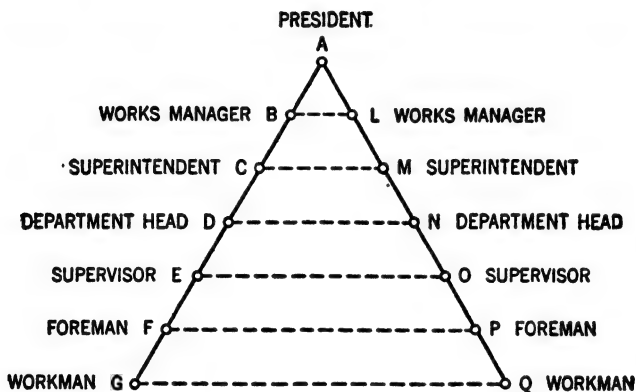 PRESIDENT.
A
WORKS MANAGER B L WORKS MANAGER
SUPERINTENDENT C M SUPERINTENDENT
DEPARTMENT HEAD D N DEPARTMENT HEAD
SUPERVISOR E O SUPERVISOR
FOREMAN F P FOREMAN
WORKMAN G Q WORKMAN